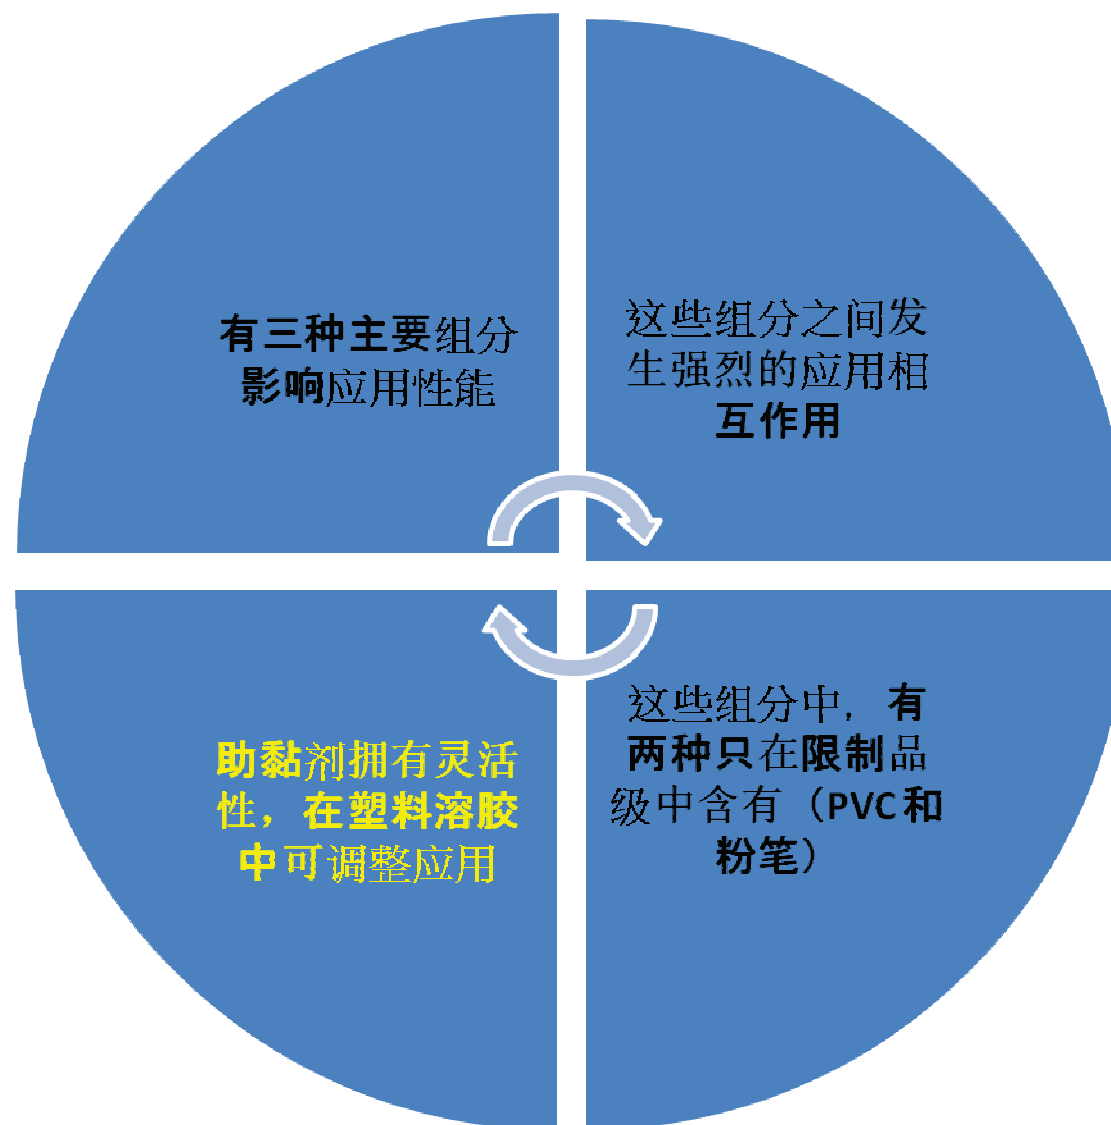 有三种主要组分
影响应用性能
这些组分之间发
生强烈的应用相
互作用
这些组分中，有
两种只在限制品
级中含有（PVC和
粉笔）
助黏剂拥有灵活
性，在塑料溶胶
中可调整应用